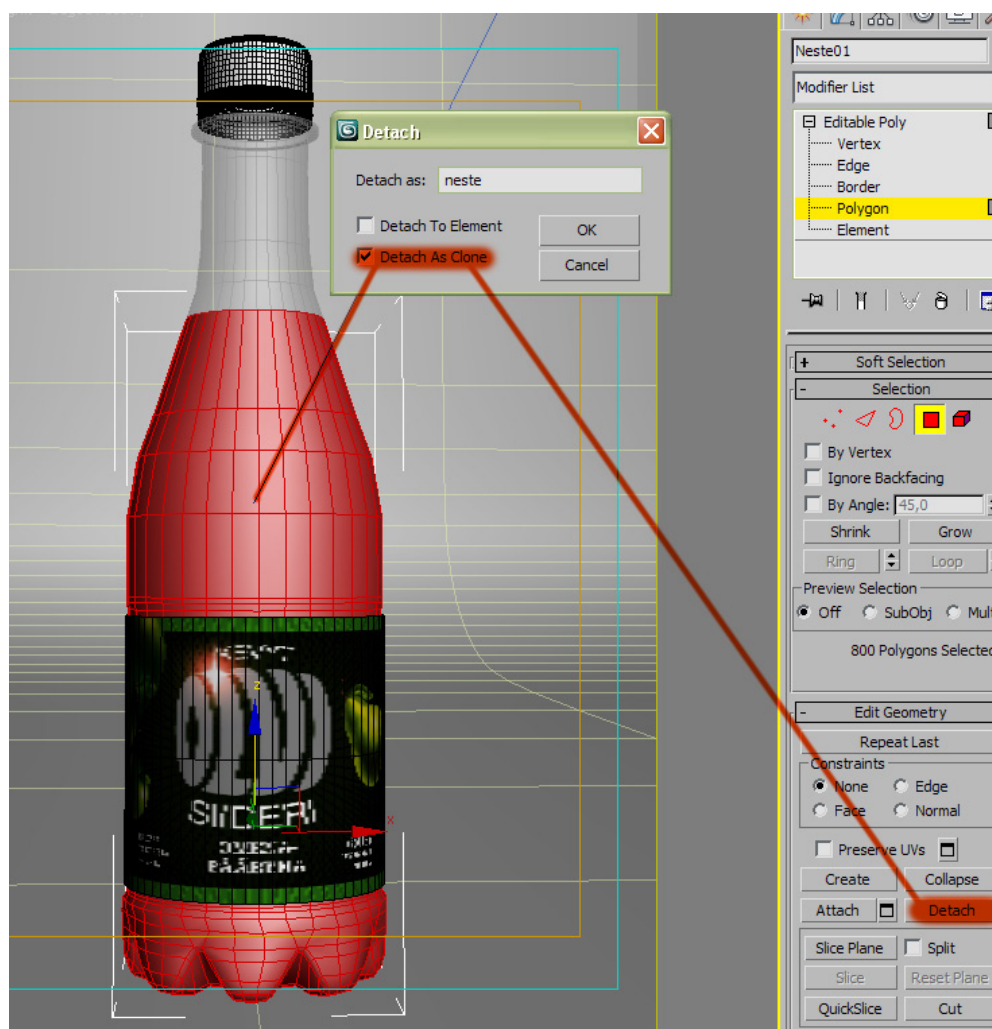 Neste01
Modifier List
Editable Poly
Vertex
Edge
Border
Polygon
Element
Detach
Detach as: neste
Detach To Element
OK
Detach As Clone
Cancel
+ Soft Selection
- Selection
By Vertex
Ignore Backfacing
By Angle: 45,0
Shrink Grow
Ring Loop
Preview Selection
Off SubObj Mult
800 Polygons Selected
- Edit Geometry
Repeat Last
Constraints
None Edge
Face Normal
Preserve UVs
Create Collapse
Attach Detach
Slice Plane Split
Slice Reset Plane
QuickSlice Cut
z
x
SIIDERI